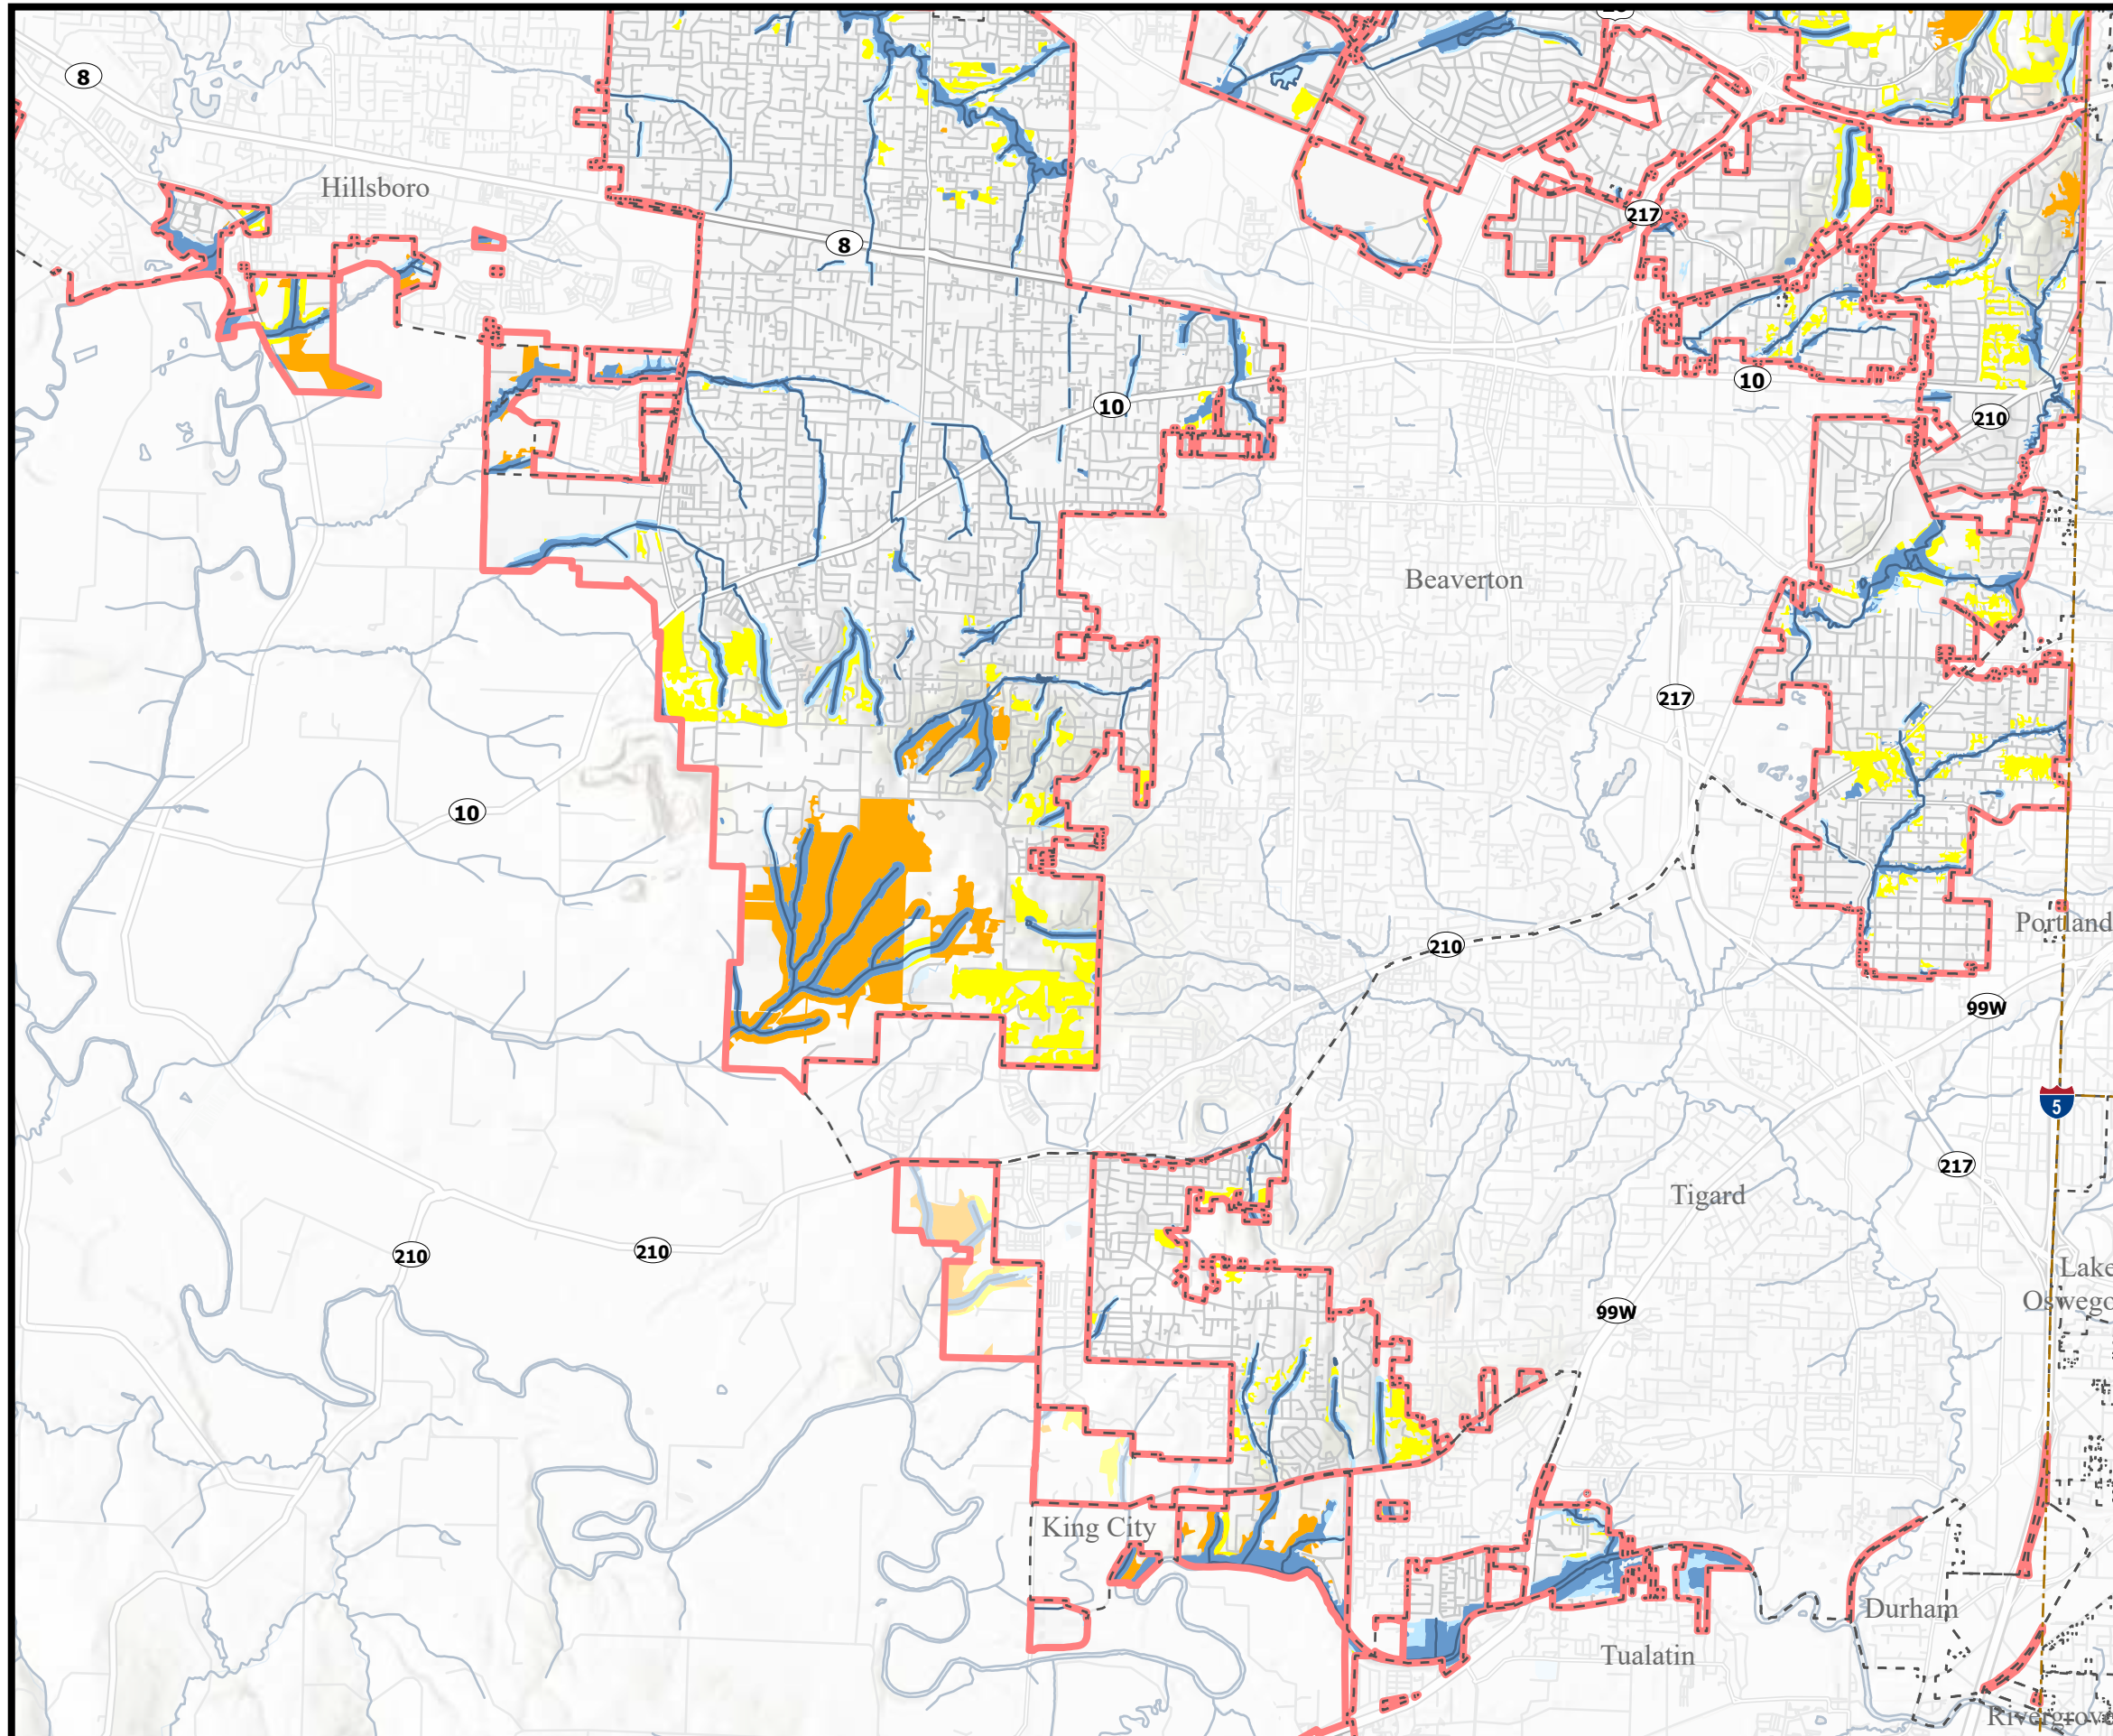 8
Hillsboro
217
8
10
10
210
Beaverton
217
10
210
Portland
99W
5
217
Tigard
210
210
Lake
Oswego
99W
King City
Durham
Tualatin
Rivergrove